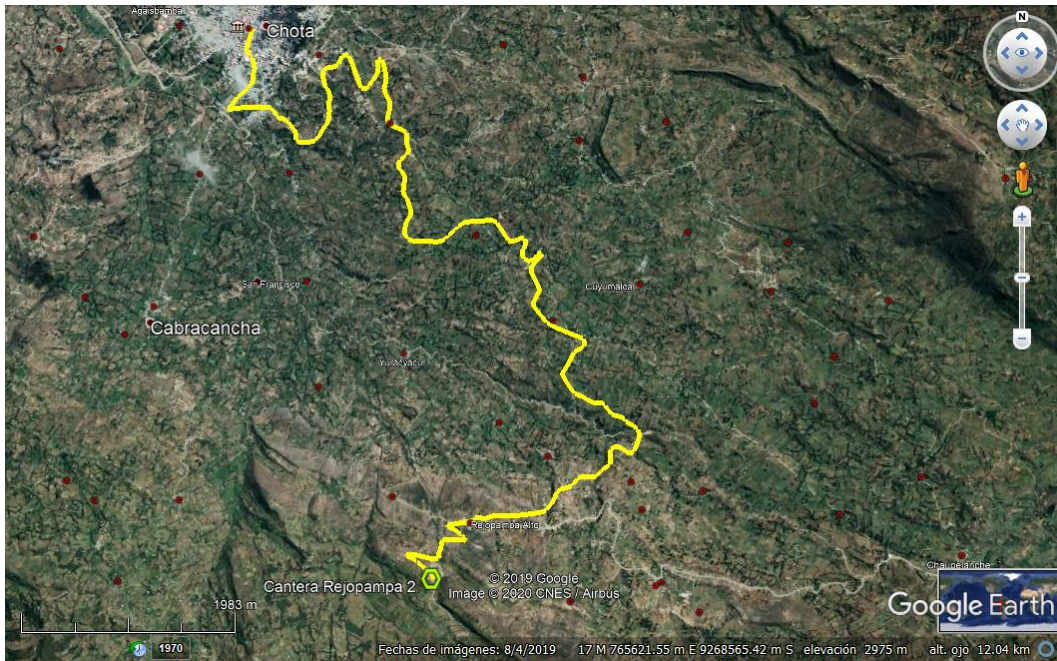 Agaisbamba
Chota
N
San Francisco
Cuyumalca
Cabracancha
Yuracyacu
Rejopampa Alto
Chaupelanche
Cantera Rejopampa 2
© 2019 Google
Image © 2020 CNES / Airbus
1983 m
Google Earth
1970
Fechas de imágenes: 8/4/2019 17 M 765621.55 m E 9268565.42 m S elevación 2975 m alt. ojo 12.04 km